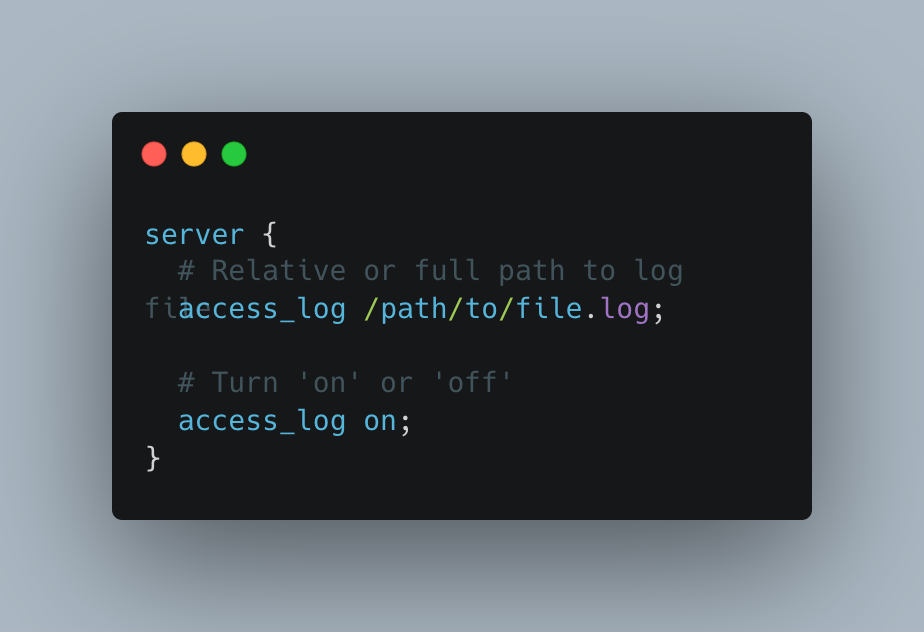 server {
  # Relative or full path to log
file
  access_log /path/to/file.log;

  # Turn 'on' or 'off'
  access_log on;
}